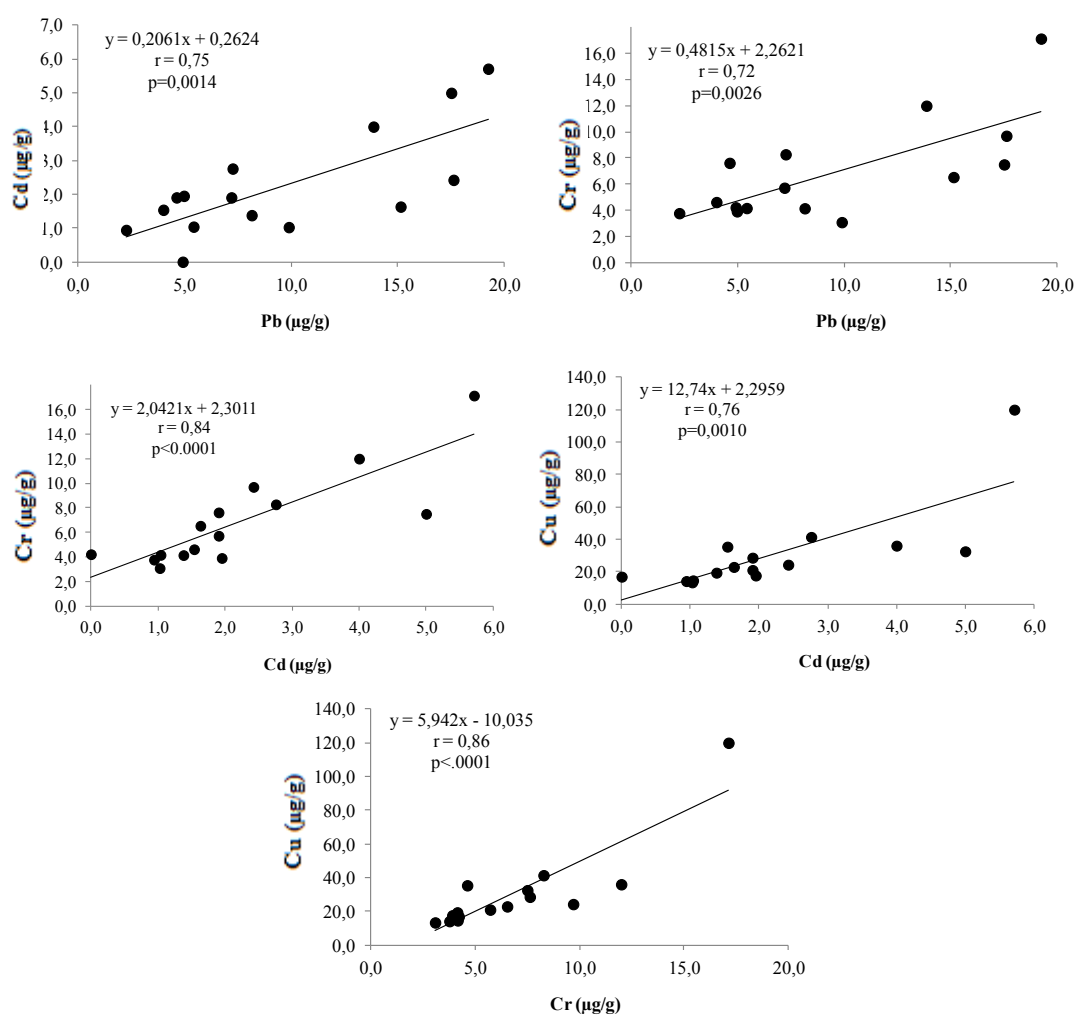 7,0
6,0
5,0
4,0
3,0
2,0
1,0
0,0
Cd (µg/g)
y = 0,2061x + 0,2624
r = 0,75
p=0,0014
0,0 5,0 10,0 15,0 20,0
Pb (µg/g)
16,0
14,0
12,0
10,0
8,0
6,0
4,0
2,0
0,0
Cr (µg/g)
y = 0,4815x + 2,2621
r = 0,72
p=0,0026
0,0 5,0 10,0 15,0 20,0
Pb (µg/g)
16,0
14,0
12,0
10,0
8,0
6,0
4,0
2,0
0,0
Cr (µg/g)
y = 2,0421x + 2,3011
r = 0,84
p<0.0001
0,0 1,0 2,0 3,0 4,0 5,0 6,0
Cd (µg/g)
140,0
120,0
100,0
80,0
60,0
40,0
20,0
0,0
Cu (µg/g)
y = 12,74x + 2,2959
r = 0,76
p=0,0010
0,0 1,0 2,0 3,0 4,0 5,0 6,0
Cd (µg/g)
140,0
120,0
100,0
80,0
60,0
40,0
20,0
0,0
Cu (µg/g)
y = 5,942x - 10,035
r = 0,86
p<.0001
0,0 5,0 10,0 15,0 20,0
Cr (µg/g)